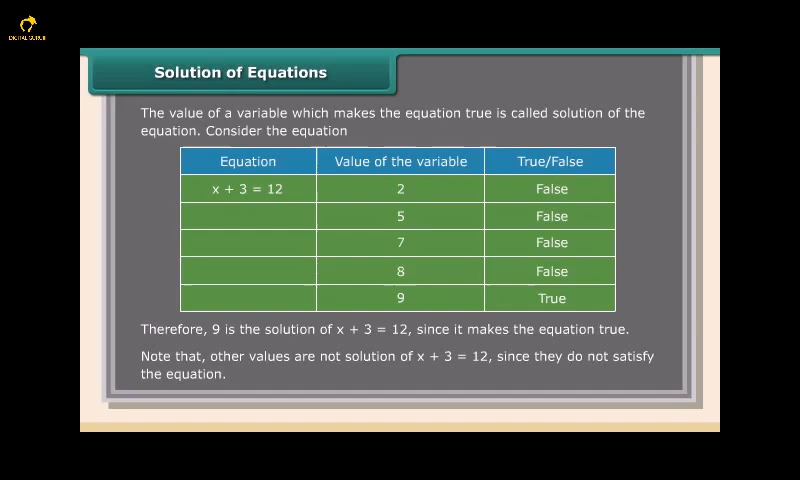 DIGITAL GURUJI
Solution of Equations
The value of a variable which makes the equation true is called solution of the
equation. Consider the equation
Equation Value of the variable True/False
x + 3 = 12 2 False
5 False
7 False
8 False
9 True
Therefore, 9 is the solution of x + 3 = 12, since it makes the equation true.
Note that, other values are not solution of x + 3 = 12, since they do not satisfy
the equation.